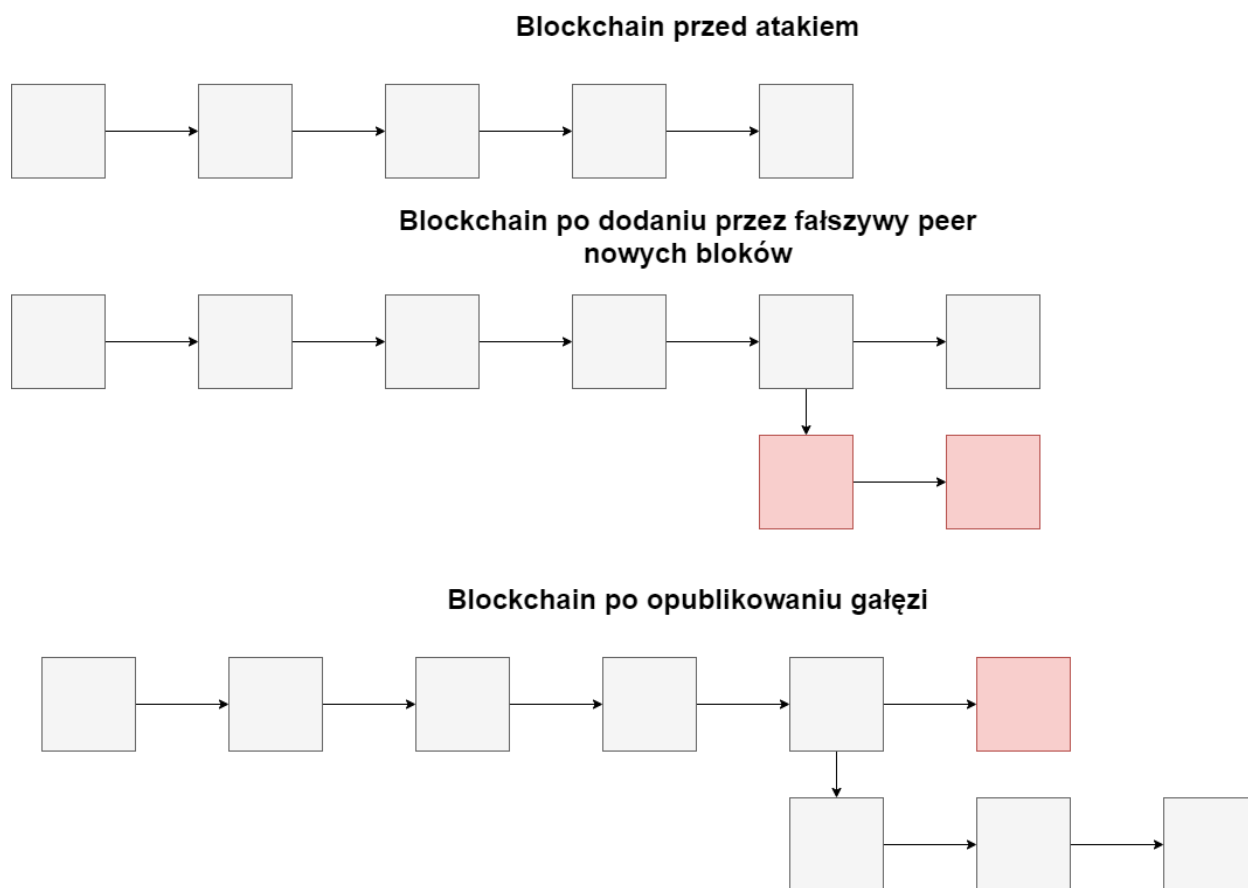 Blockchain przed atakiem
Blockchain po dodaniu przez fałszywy peer
nowych bloków
Blockchain po opublikowaniu gałęzi